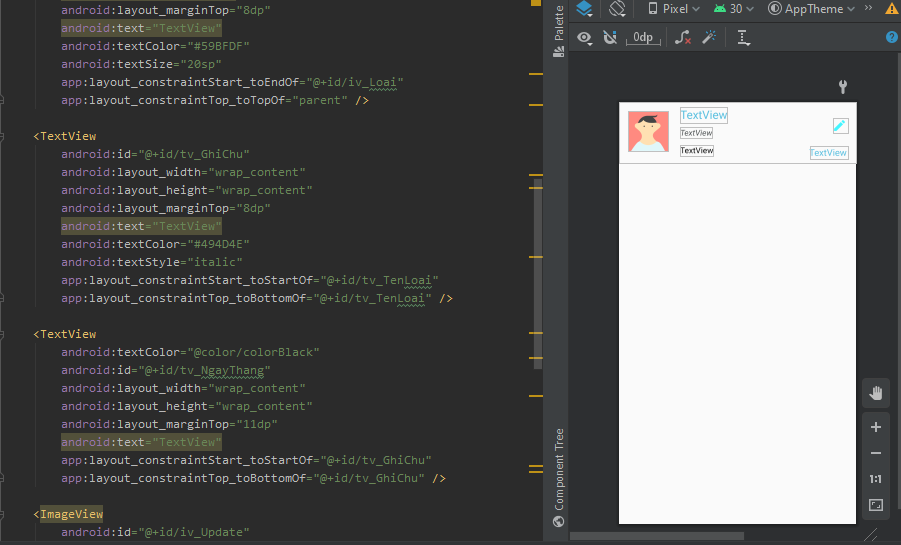 android:layout_marginTop="8dp"
android:text="TextView"
android:textColor="#59BFDF"
android:textSize="20sp"
app:layout_constraintStart_toEndOf="@+id/iv_Loai"
app:layout_constraintTop_toTopOf="parent" />
<TextView
android:id="@+id/tv_GhiChu"
android:layout_width="wrap_content"
android:layout_height="wrap_content"
android:layout_marginTop="8dp"
android:text="TextView"
android:textColor="#494D4E"
android:textStyle="italic"
app:layout_constraintStart_toStartOf="@+id/tv_TenLoai"
app:layout_constraintTop_toBottomOf="@+id/tv_TenLoai" />
<TextView
android:textColor="@color/colorBlack"
android:id="@+id/tv_NgayThang"
android:layout_width="wrap_content"
android:layout_height="wrap_content"
android:layout_marginTop="11dp"
android:text="TextView"
app:layout_constraintStart_toStartOf="@+id/tv_GhiChu"
app:layout_constraintTop_toBottomOf="@+id/tv_GhiChu" />
<ImageView
android:id="@+id/iv_Update"
Palette
Component Tree
Pixel
30
AppTheme
0dp
TextView
TextView
TextView
TextView
1:1